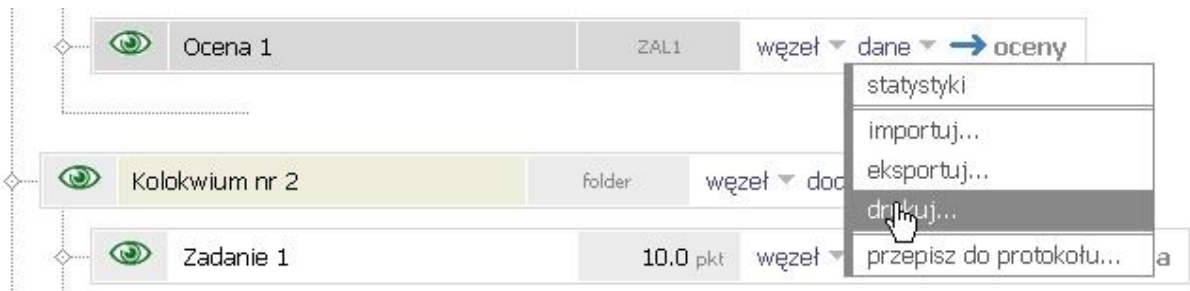 Ocena 1 ZAL1 węzeł dane oceny
statystyki
importuj...
eksportuj...
Kolokwium nr 2 folder węzeł
drukuj...
Zadanie 1 10.0 pkt węzeł przepisz do protokołu... a